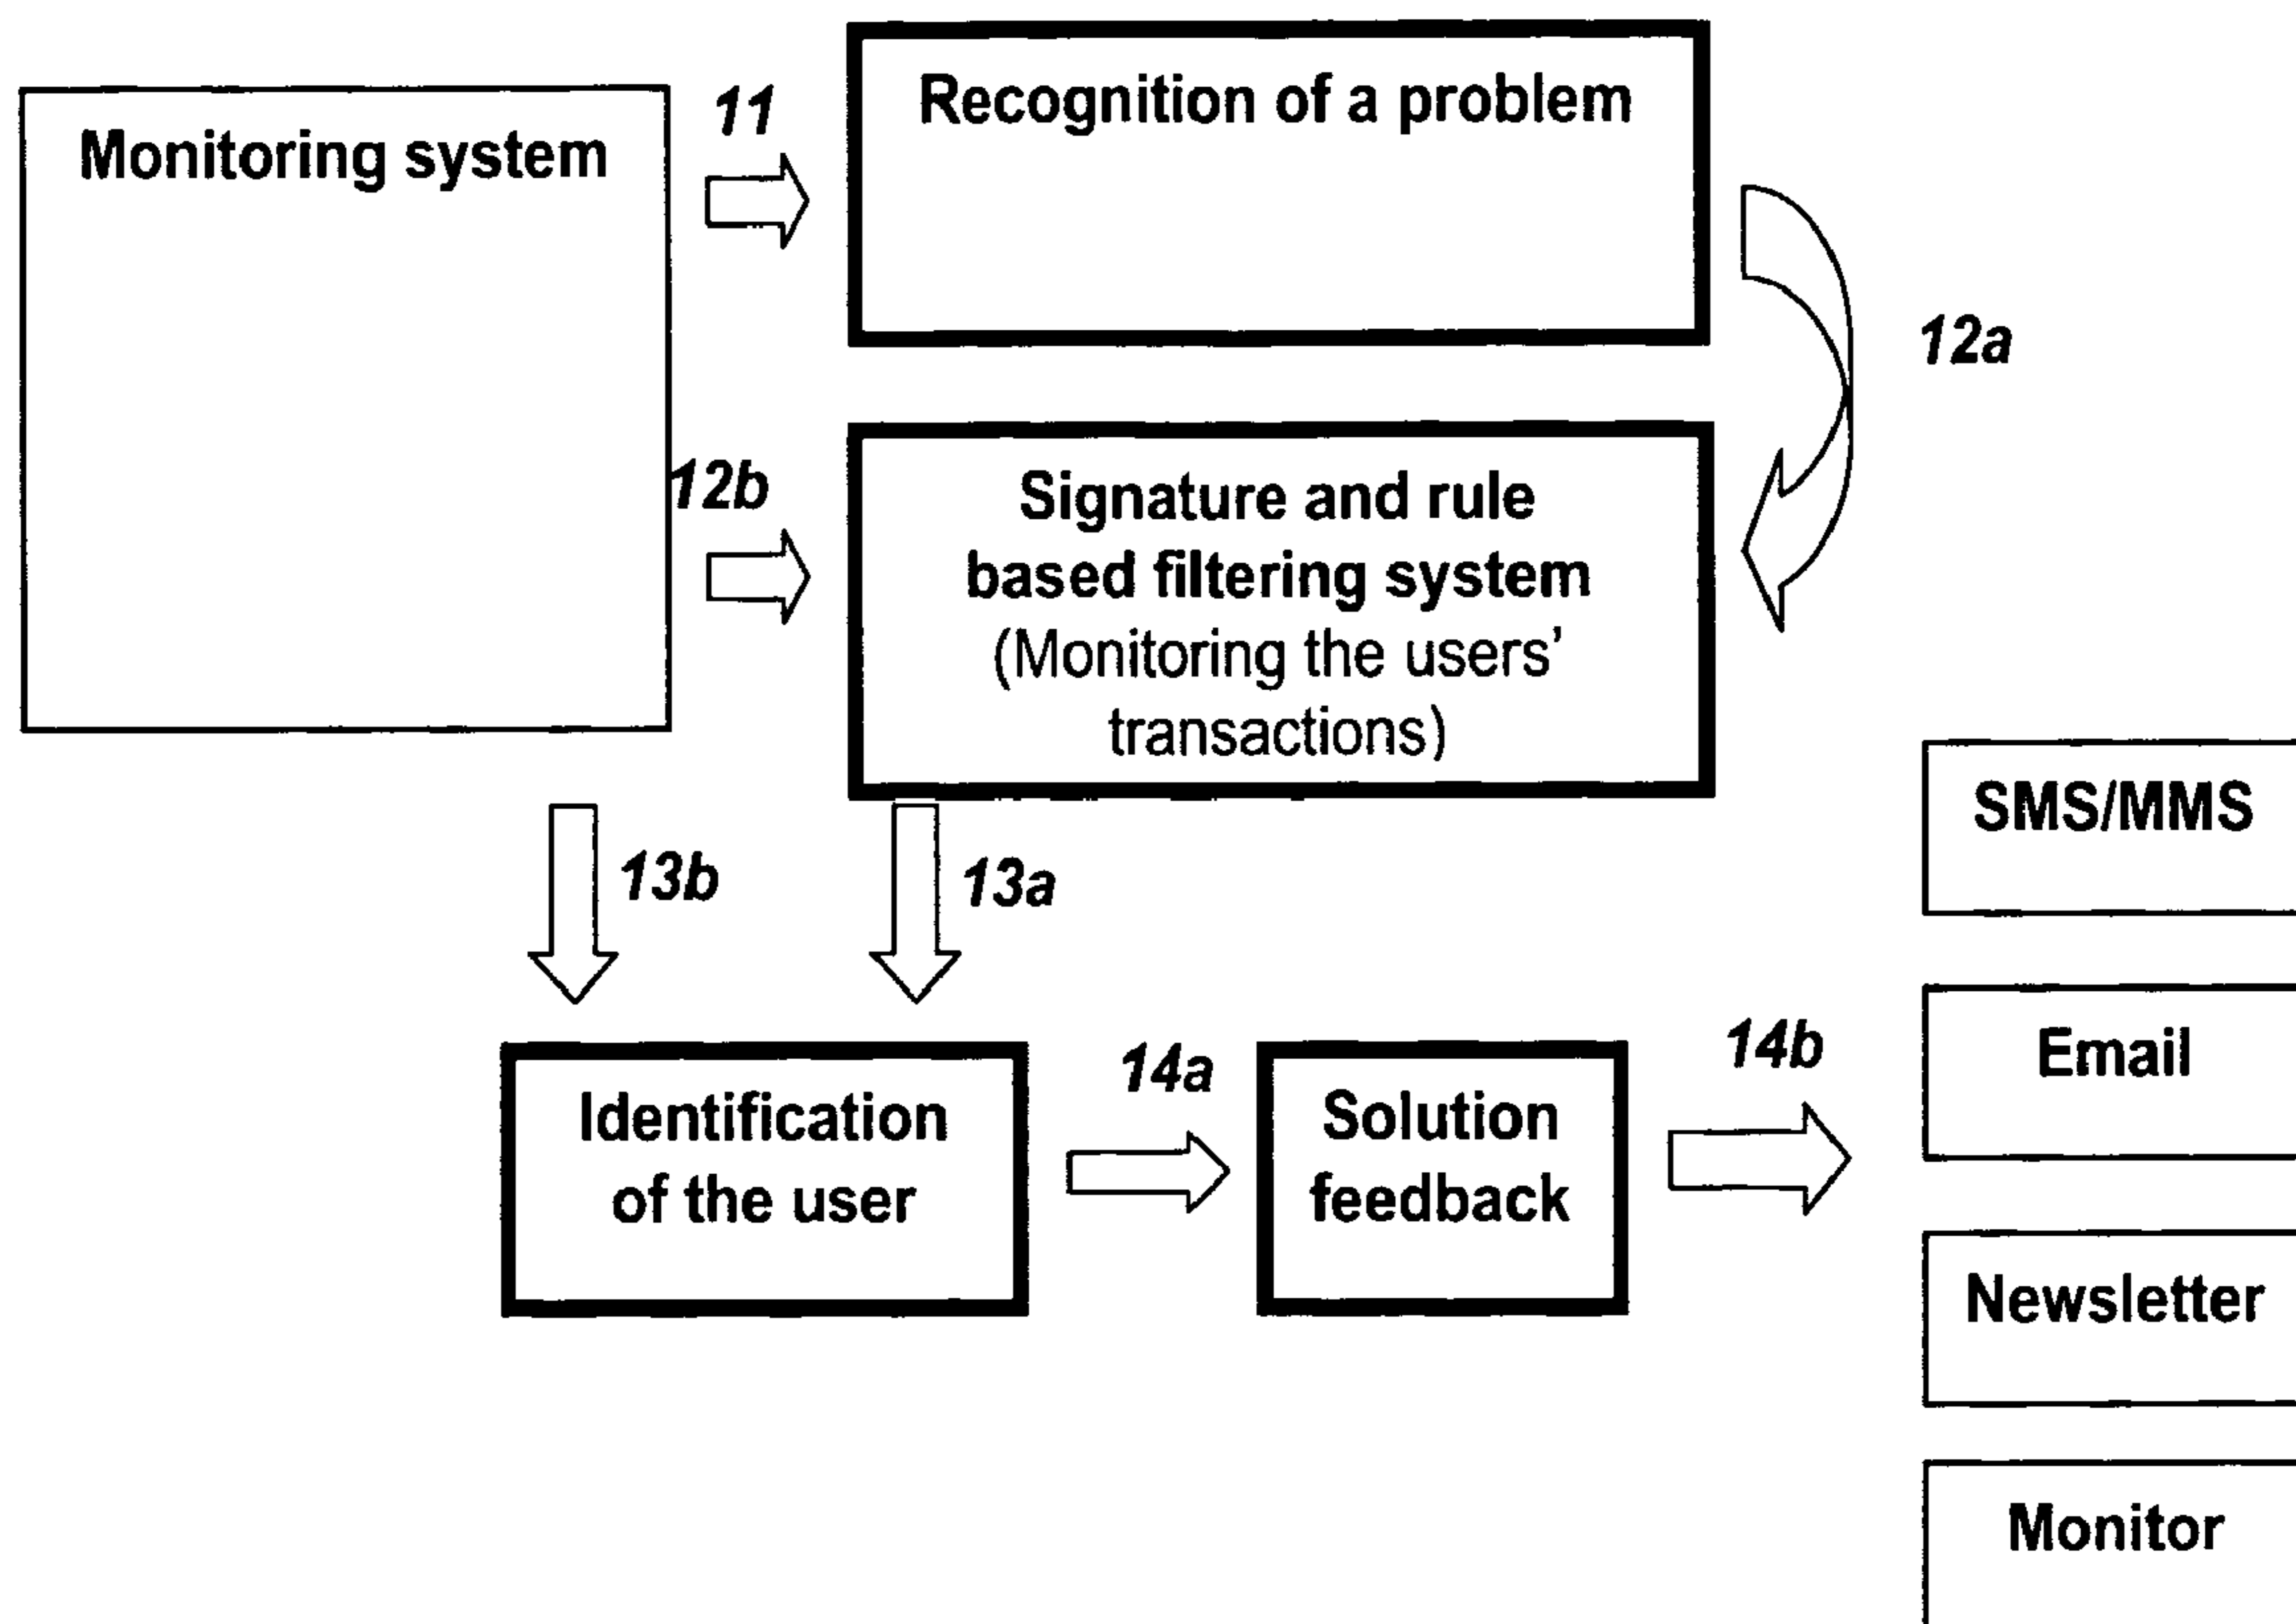 Monitoring system
11
Recognition of a problem
12a
12b
Signature and rule
based filtering system
(Monitoring the users’
transactions)
13b
13a
SMS/MMS
Email
Newsletter
Monitor
Identification
of the user
14a
Solution
feedback
14b